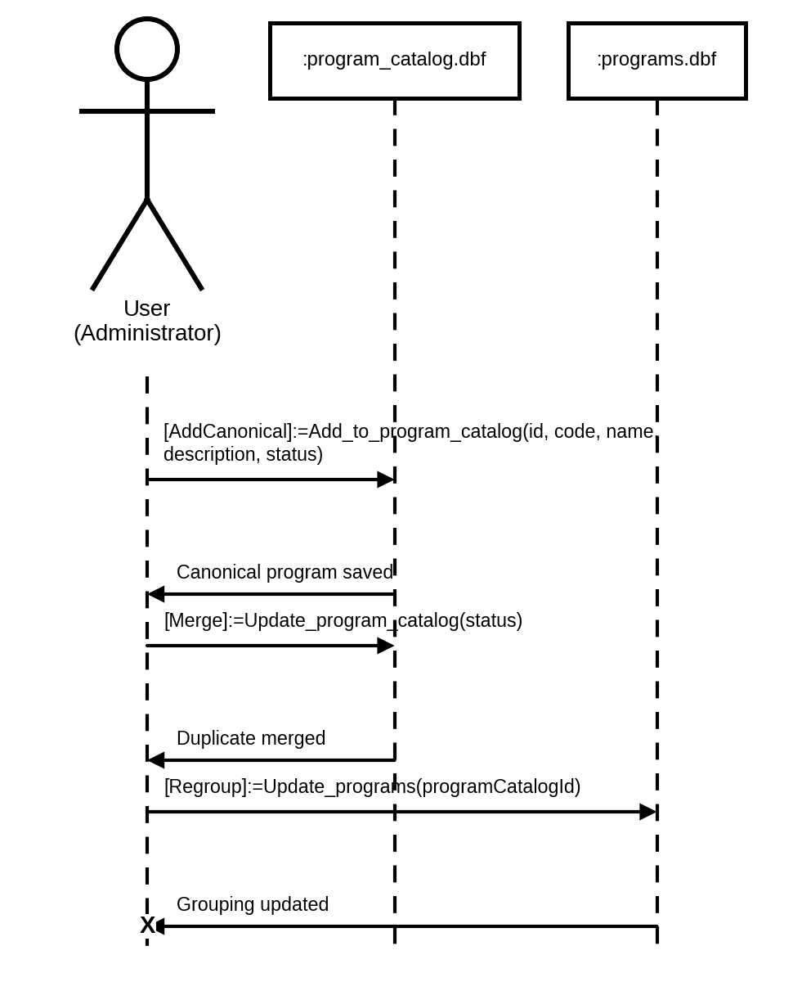 :program_catalog.dbf
:programs.dbf
User
(Administrator)
[AddCanonical]:=Add_to_program_catalog(id, code, name,
description, status)
Canonical program saved
[Merge]:=Update_program_catalog(status)
Duplicate merged
[Regroup]:=Update_programs(programCatalogId)
Grouping updated
X